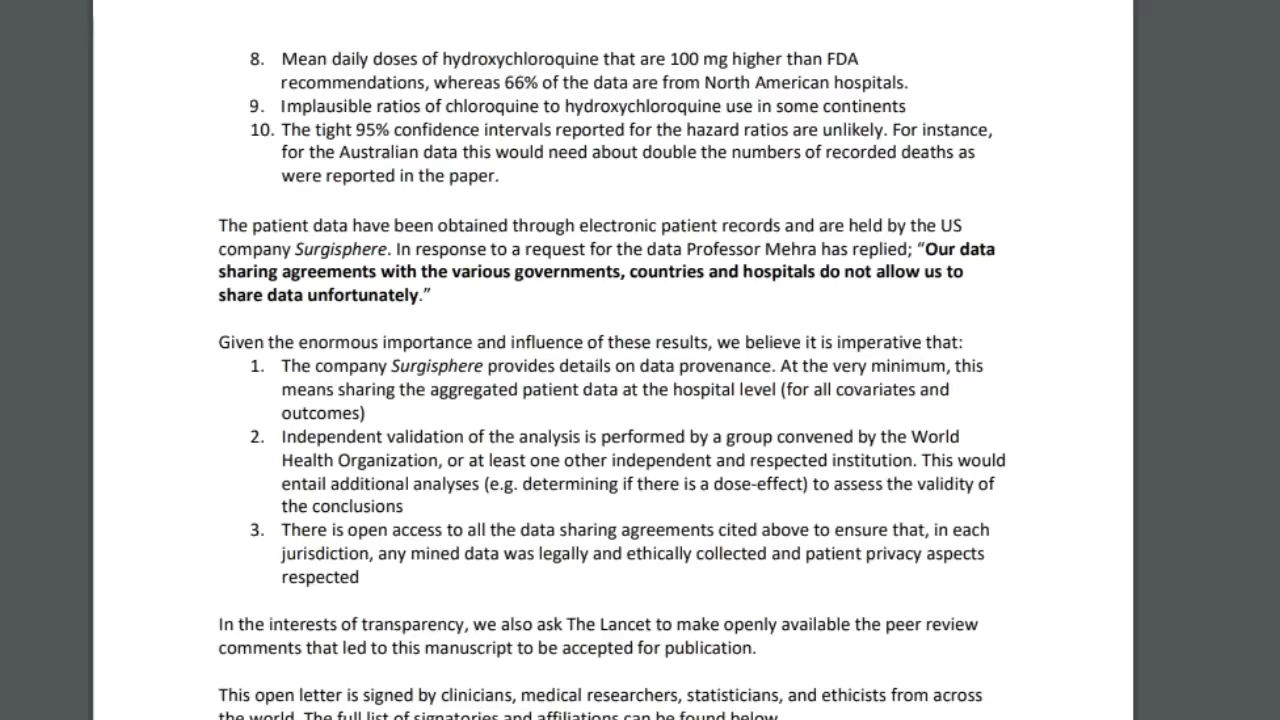 8. Mean daily doses of hydroxychloroquine that are 100 mg higher than FDA
recommendations, whereas 66% of the data are from North American hospitals.
9. Implausible ratios of chloroquine to hydroxychloroquine use in some continents
10. The tight 95% confidence intervals reported for the hazard ratios are unlikely. For instance,
for the Australian data this would need about double the numbers of recorded deaths as
were reported in the paper.
The patient data have been obtained through electronic patient records and are held by the US
company Surgisphere. In response to a request for the data Professor Mehra has replied; “Our data
sharing agreements with the various governments, countries and hospitals do not allow us to
share data unfortunately.”
Given the enormous importance and influence of these results, we believe it is imperative that:
1. The company Surgisphere provides details on data provenance. At the very minimum, this
means sharing the aggregated patient data at the hospital level (for all covariates and
outcomes)
2. Independent validation of the analysis is performed by a group convened by the World
Health Organization, or at least one other independent and respected institution. This would
entail additional analyses (e.g. determining if there is a dose-effect) to assess the validity of
the conclusions
3. There is open access to all the data sharing agreements cited above to ensure that, in each
jurisdiction, any mined data was legally and ethically collected and patient privacy aspects
respected
In the interests of transparency, we also ask The Lancet to make openly available the peer review
comments that led to this manuscript to be accepted for publication.
This open letter is signed by clinicians, medical researchers, statisticians, and ethicists from across
the world. The full list of signatories and affiliations can be found below.